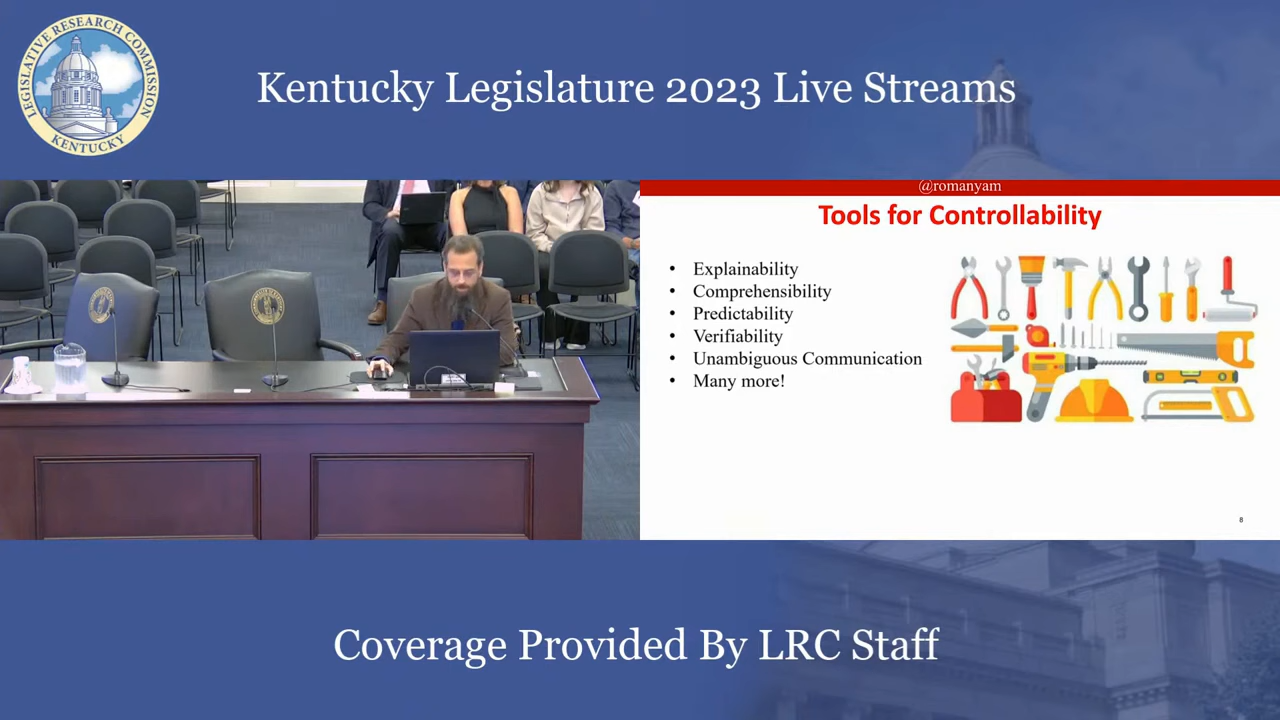 LEGISLATIVE RESEARCH COMMISSION
KENTUCKY
Kentucky Legislature 2023 Live Streams
@romanyam
Tools for Controllability
• Explainability
• Comprehensibility
• Predictability
• Verifiability
• Unambiguous Communication
• Many more!
8
Coverage Provided By LRC Staff